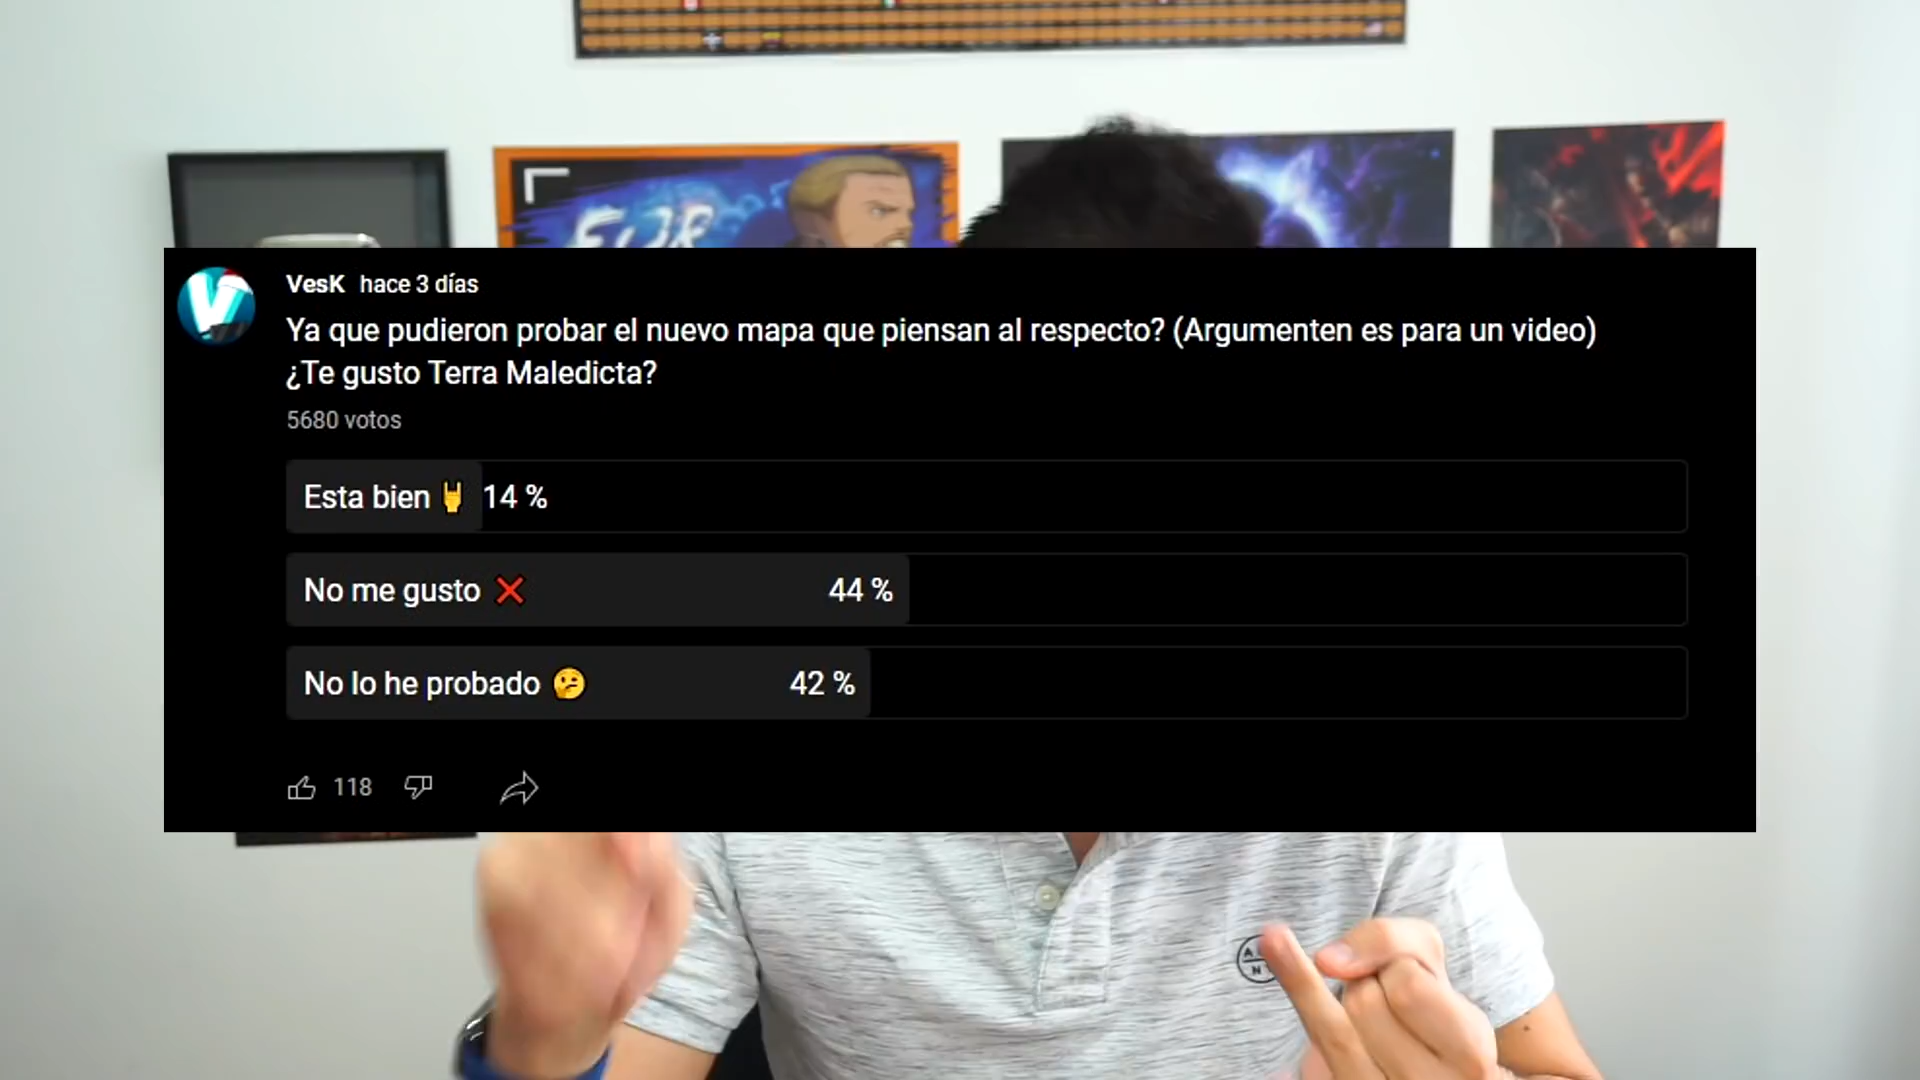 FOR
VesK hace 3 días
Ya que pudieron probar el nuevo mapa que piensan al respecto? (Argumenten es para un video)
¿Te gusto Terra Maledicta?
5680 votos
Esta bien 🤘 14 %
No me gusto ❌ 44 %
No lo he probado 🤔 42 %
118